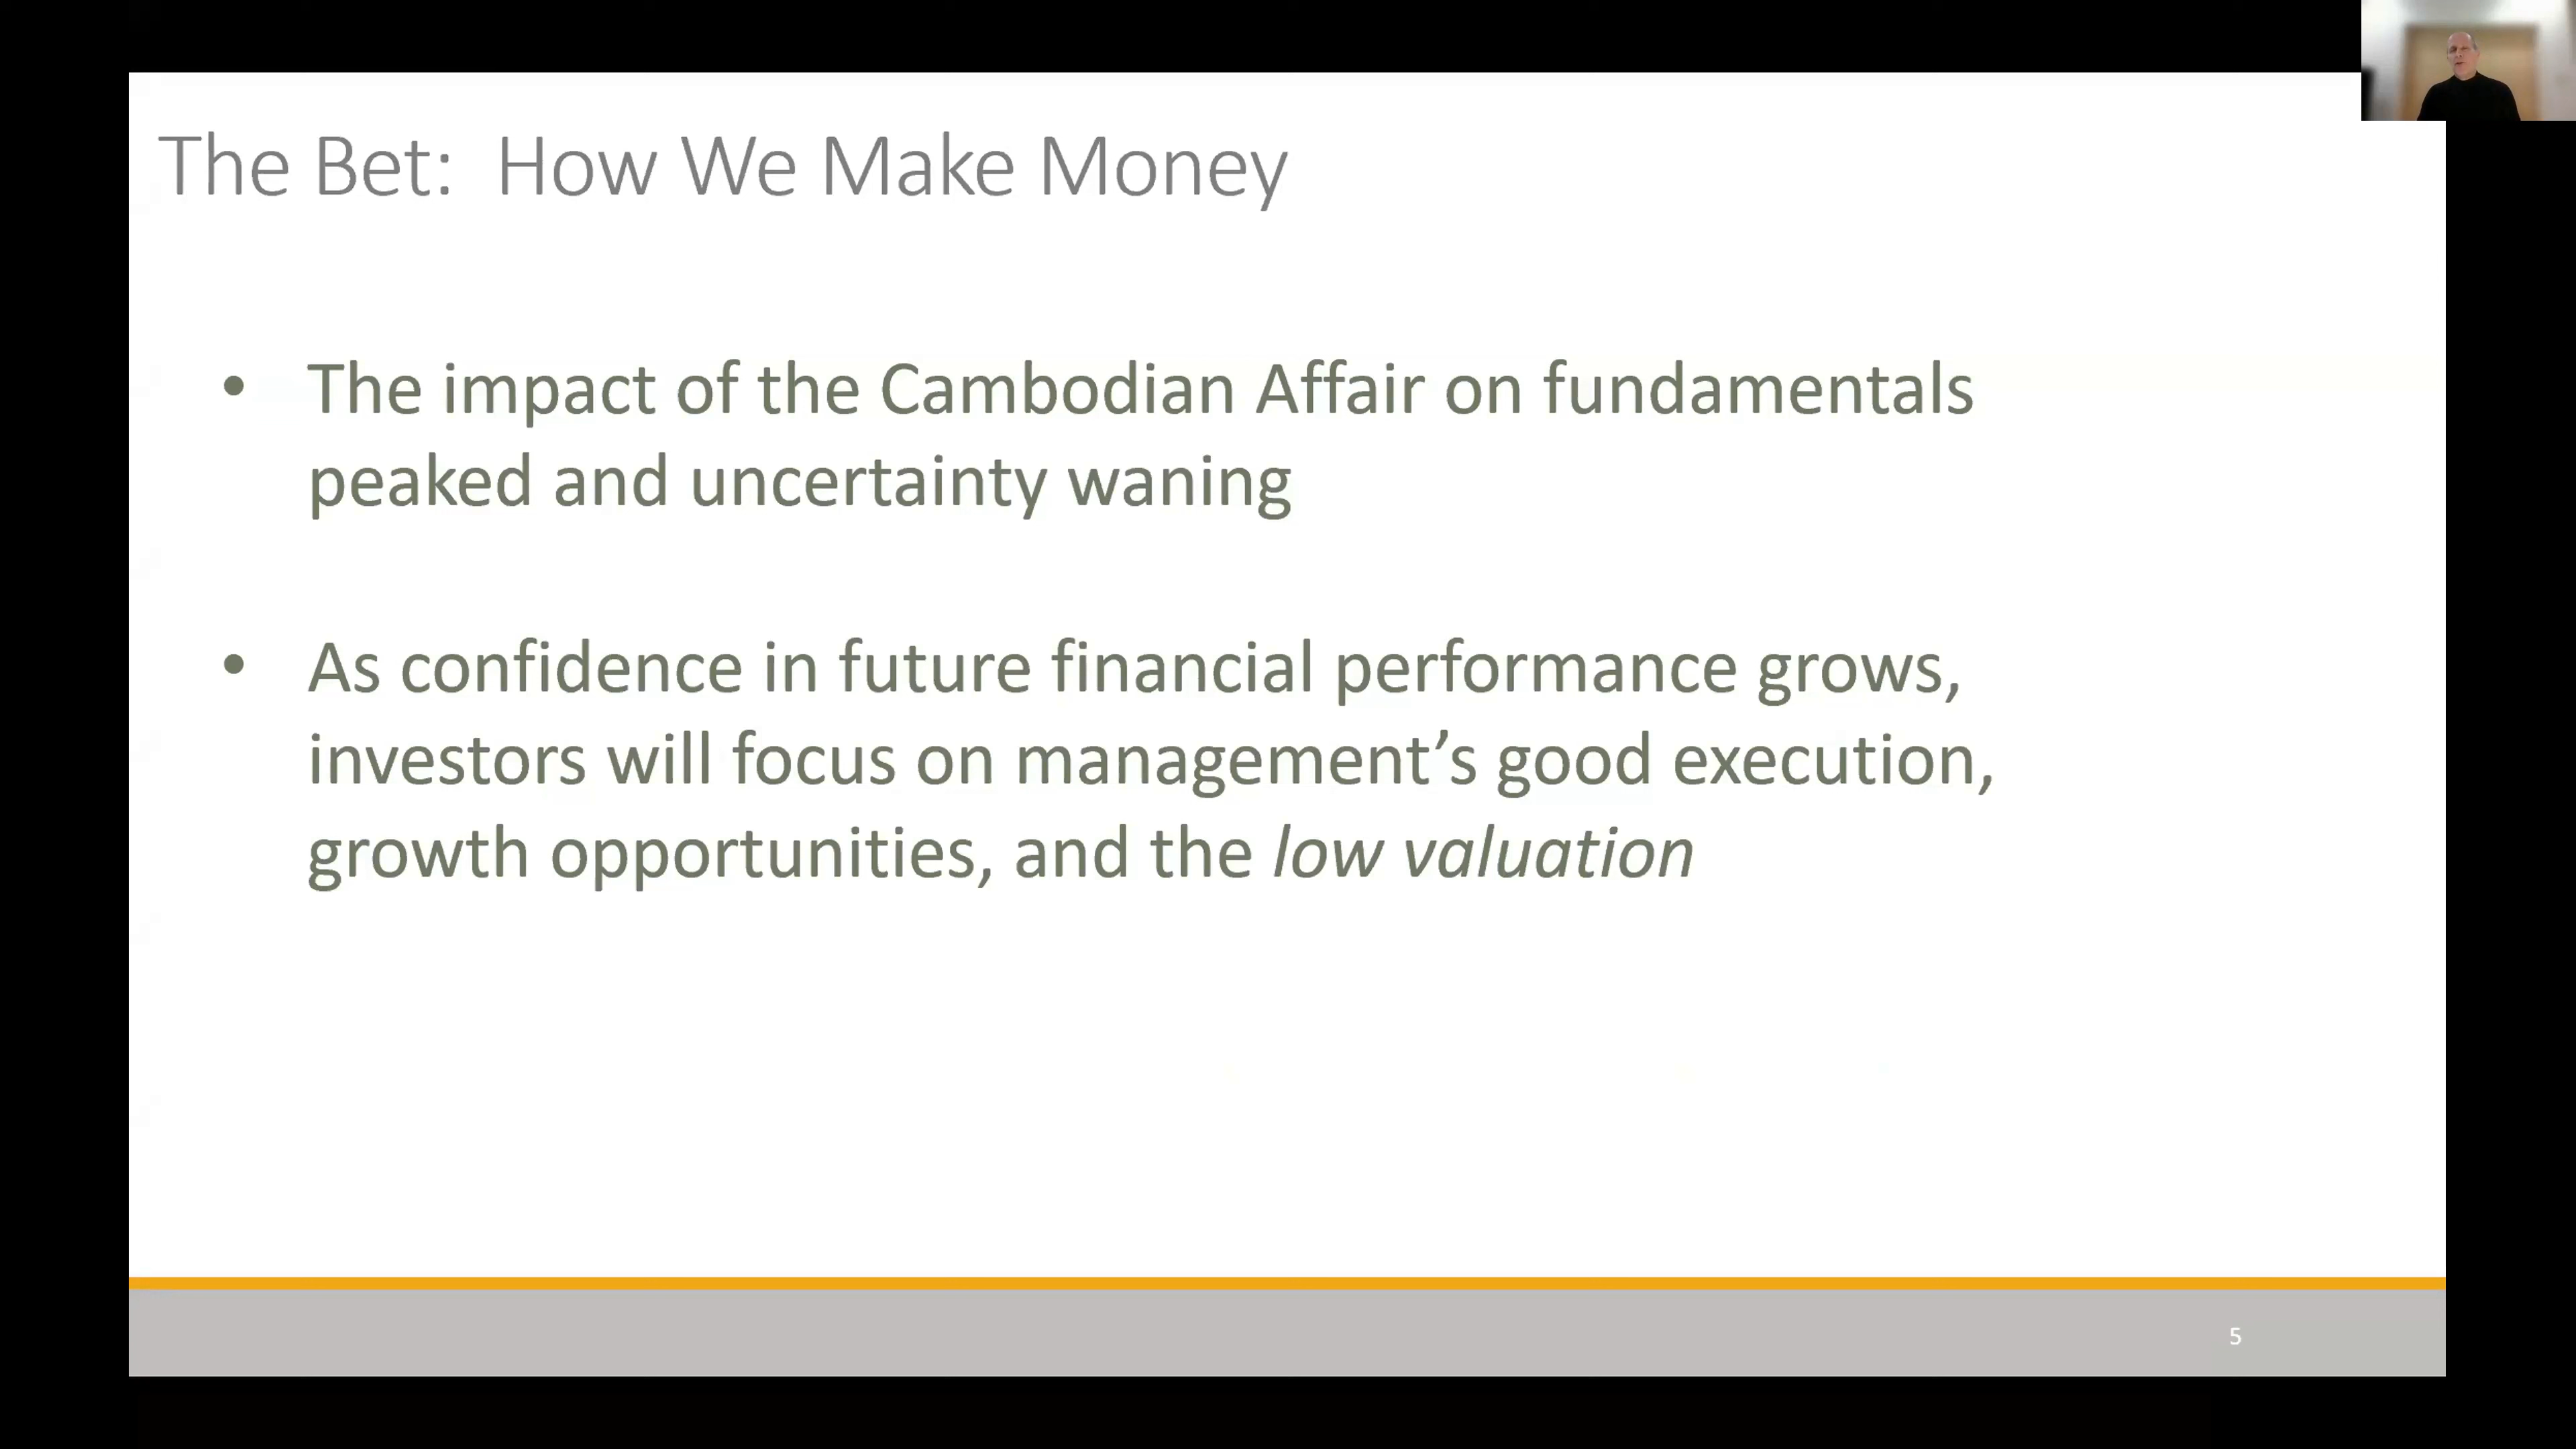 The Bet:  How We Make Money
• The impact of the Cambodian Affair on fundamentals
peaked and uncertainty waning
• As confidence in future financial performance grows,
investors will focus on management’s good execution,
growth opportunities, and the low valuation
5